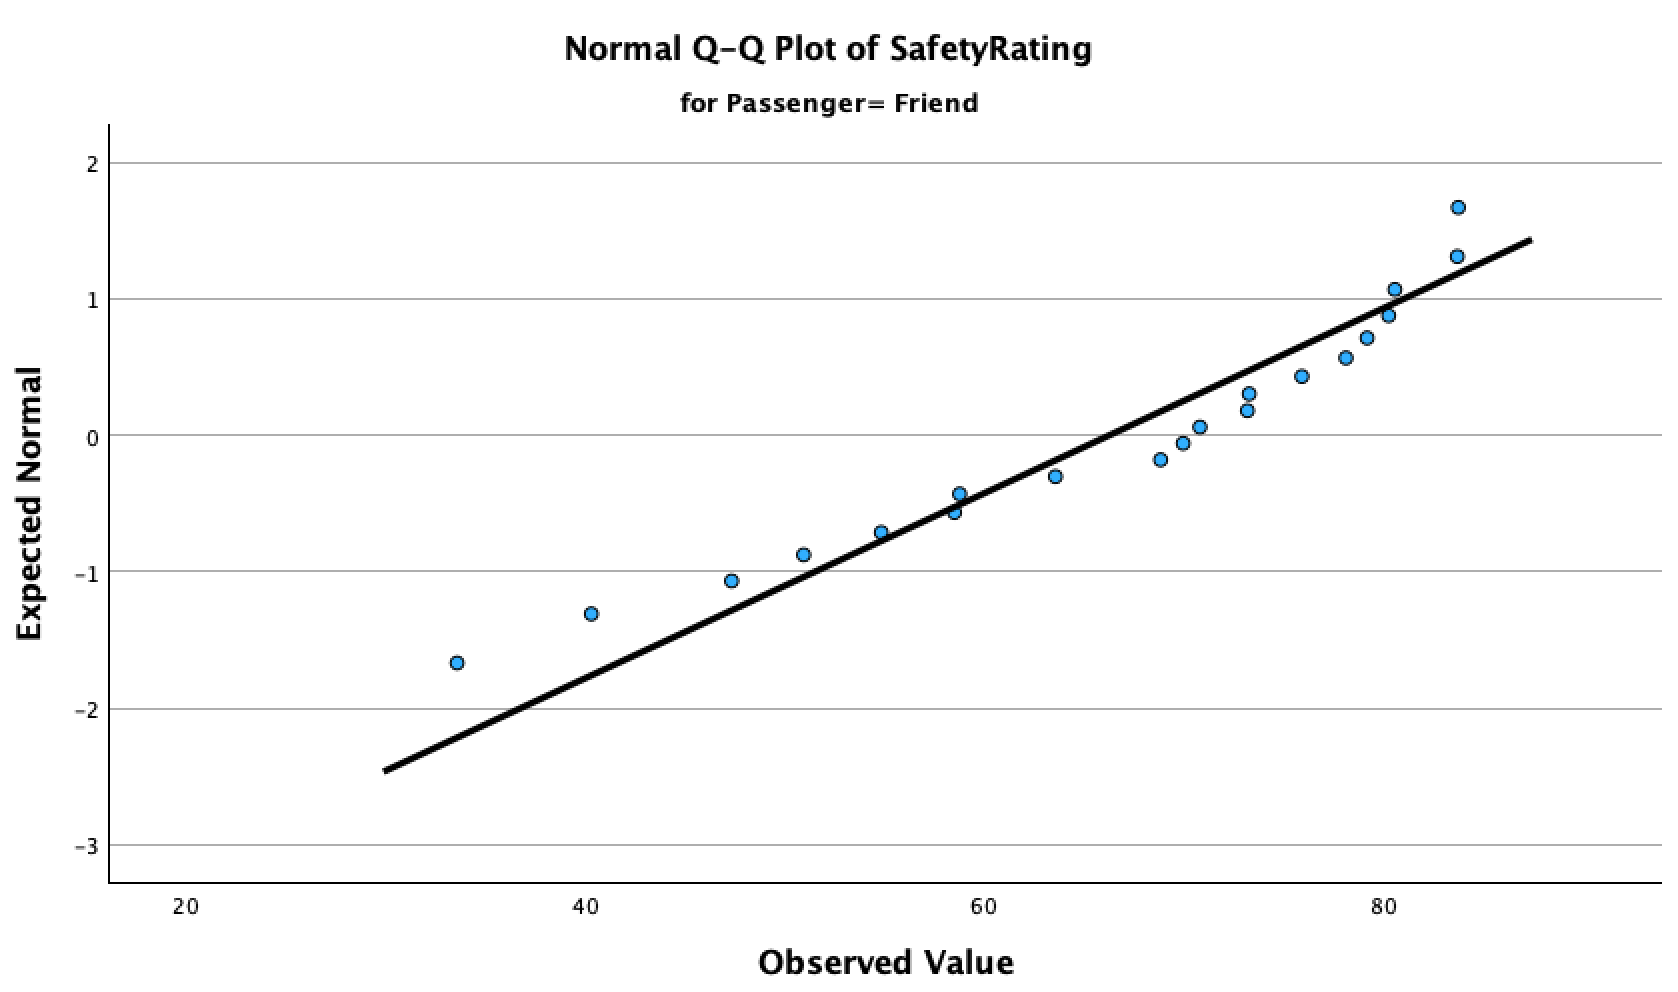 Normal Q-Q Plot of SafetyRating
for Passenger= Friend
2
1
0
-1
-2
-3
Expected Normal
20 40 60 80
Observed Value